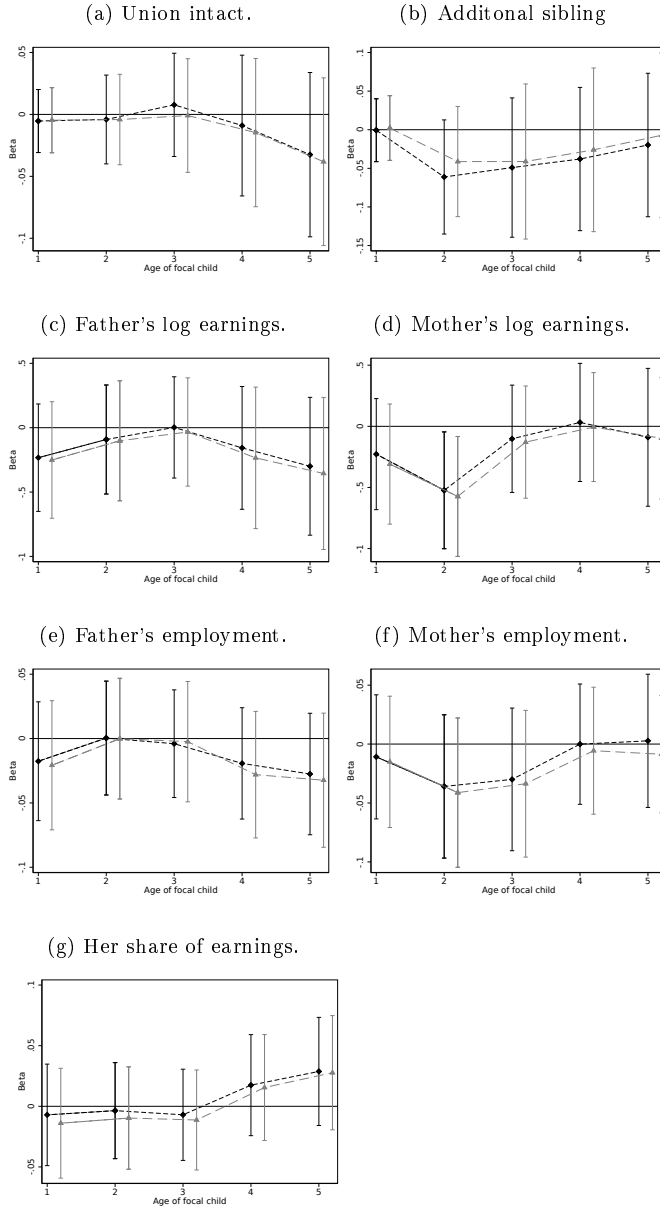 (a) Union intact.
(b) Additonal sibling
.05
0
-.05
-.1
Beta
1 2 3 4 5
Age of focal child
.1
.05
0
-.05
-.1
-.15
Beta
1 2 3 4 5
Age of focal child
(c) Father's log earnings.
(d) Mother's log earnings.
.5
0
-.5
-1
Beta
1 2 3 4 5
Age of focal child
.5
0
-.5
-1
Beta
1 2 3 4 5
Age of focal child
(e) Father's employment.
(f) Mother's employment.
.05
0
-.05
-.1
Beta
1 2 3 4 5
Age of focal child
.05
0
-.05
-.1
Beta
1 2 3 4 5
Age of focal child
(g) Her share of earnings.
.1
.05
0
-.05
Beta
1 2 3 4 5
Age of focal child